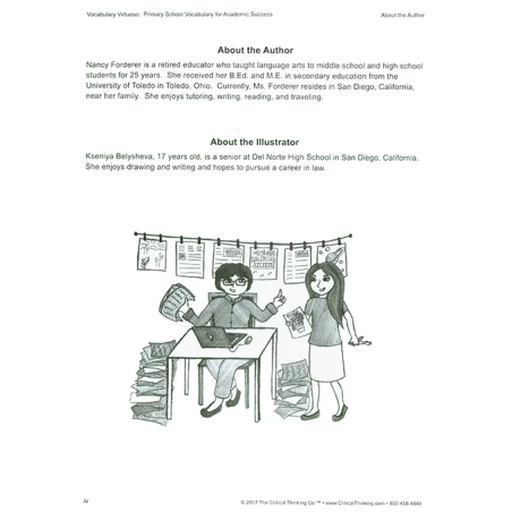 Vocabulary Virtuoso: Primary School Vocabulary for Academic Success About the Author
About the Author
Nancy Forderer is a retired educator who taught language arts to middle school and high school
students for 25 years. She received her B.Ed. and M.E. in secondary education from the
University of Toledo in Toledo, Ohio. Currently, Ms. Forderer resides in San Diego, California,
near her family. She enjoys tutoring, writing, reading, and traveling.
About the Illustrator
Kseniya Belysheva, 17 years old, is a senior at Del Norte High School in San Diego, California.
She enjoys drawing and writing and hopes to pursue a career in law.
iv © 2017 The Critical Thinking Co.™ • www.CriticalThinking.com • 800-458-4849